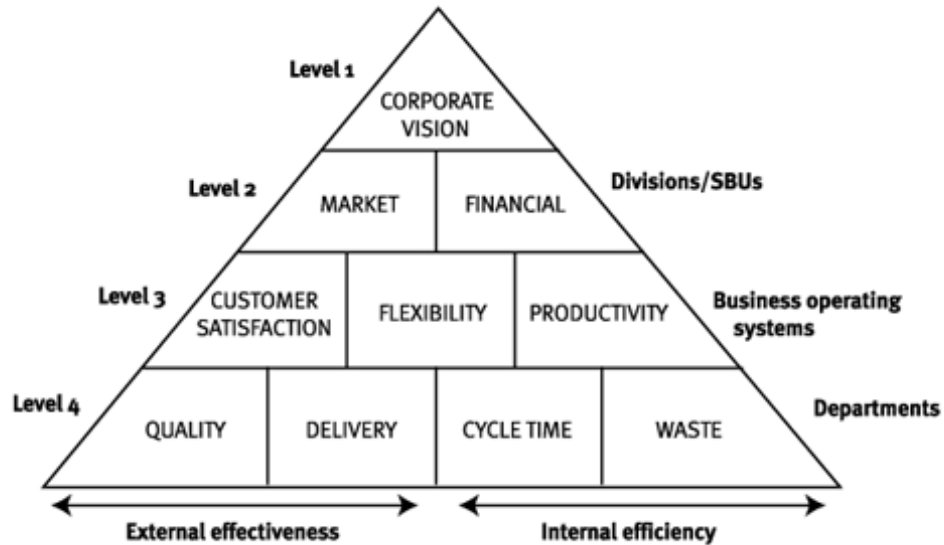 Level 1
CORPORATE
VISION
Level 2
MARKET
FINANCIAL
Divisions/SBUs
Level 3
CUSTOMER
SATISFACTION
FLEXIBILITY
PRODUCTIVITY
Business operating
systems
Level 4
QUALITY
DELIVERY
CYCLE TIME
WASTE
Departments
External effectiveness
Internal efficiency